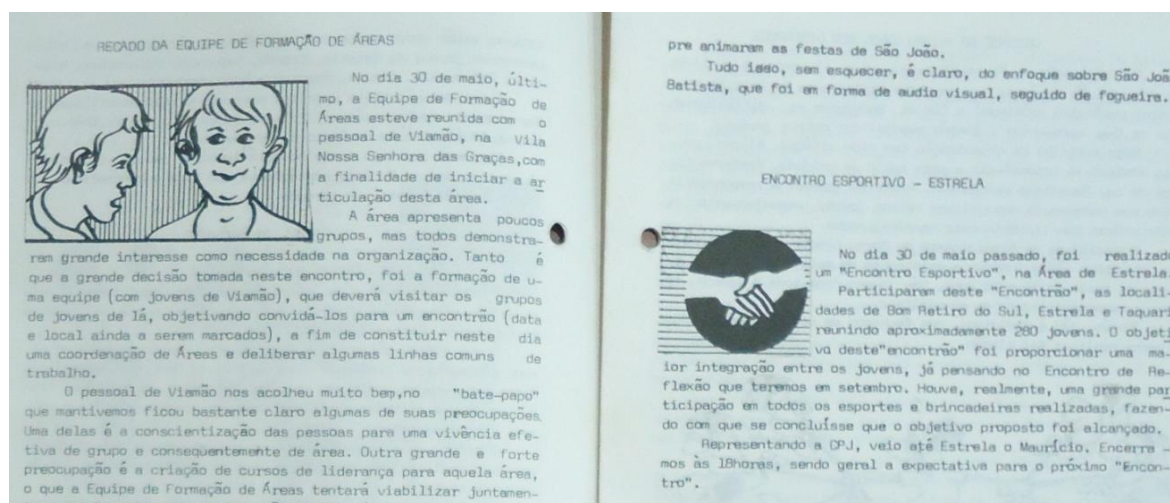 RECADO DA EQUIPE DE FORMAÇÃO DE ÁREAS
No dia 30 de maio, últi-
mo, a Equipe de Formação de
Áreas esteve reunida com o
pessoal de Viamão, na Vila
Nossa Senhora das Graças,com
a finalidade de iniciar a ar
ticulação desta área.
A área apresenta poucos
grupos, mas todos demonstra-
ram grande interesse como necessidade na organização. Tanto é
que a grande decisão tomada neste encontro, foi a formação de u-
ma equipe (com jovens de Viamão), que deverá visitar os grupos
de jovens de lá, objetivando convidá-los para um encontrão (data
e local ainda a serem marcados), a fim de constituir neste dia
uma coordenação de Áreas e deliberar algumas linhas comuns de
trabalho.
O pessoal de Viamão nos acolheu muito bem,no "bate-papo"
que mantivemos ficou bastante claro algumas de suas preocupações.
Uma delas é a conscientização das pessoas para uma vivência efe-
tiva de grupo e consequentemente de área. Outra grande e forte
preocupação é a criação de cursos de liderança para aquela área,
o que a Equipe de Formação de Áreas tentará viabilizar juntamen-
pre animaram as festas de São João.
Tudo isso, sem esquecer, é claro, do enfoque sobre São Joã
Batista, que foi em forma de audio visual, seguido de fogueira.
ENCONTRO ESPORTIVO - ESTRELA
No dia 30 de maio passado, foi realizado
um "Encontro Esportivo", na Área de Estrela
Participaram deste "Encontrão", as locali-
dades de Bom Retiro do Sul, Estrela e Taquari
reunindo aproximadamente 280 jovens. O objeti
vo deste"encontrão" foi proporcionar uma ma-
ior integração entre os jovens, já pensando no Encontro de Re-
flexão que teremos em setembro. Houve, realmente, uma grande par
ticipação em todos os esportes e brincadeiras realizadas, fazen-
do com que se concluísse que o objetivo proposto foi alcançado.
Representando a CPJ, veio até Estrela o Maurício. Encerra -
mos às 18horas, sendo geral a expectativa para o próximo "Encon-
tro".